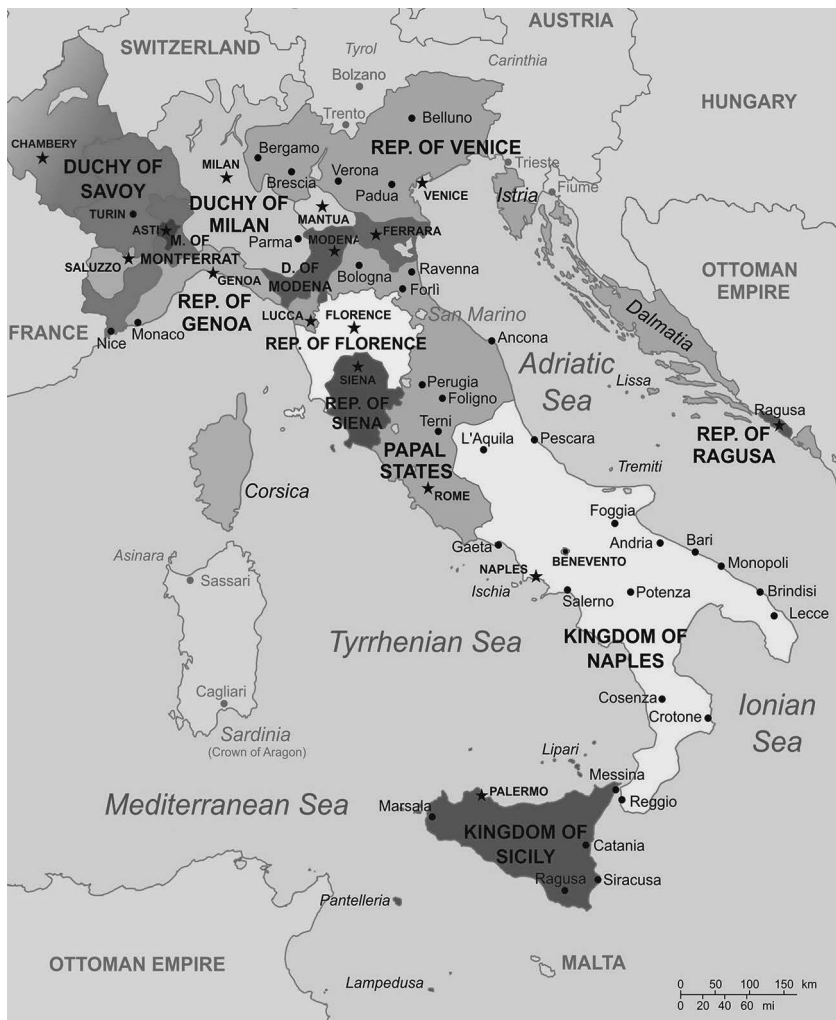 AUSTRIA
SWITZERLAND
Tyrol
Carinthia
Bolzano
HUNGARY
Trento
Belluno
CHAMBERY
Bergamo
REP. OF VENICE
DUCHY OF
SAVOY
MILAN
Verona
Trieste
Brescia
Padua
VENICE
Istria
Fiume
DUCHY OF
MILAN
MANTUA
TURIN
ASTI
M. OF
MONTFERRAT
Parma
MODENA
FERRARA
SALUZZO
D. OF
MODENA
Bologna
Ravenna
OTTOMAN
EMPIRE
GENOA
Forlì
REP. OF
GENOA
LUCCA
FLORENCE
San Marino
Dalmatia
FRANCE
Nice
Monaco
REP. OF FLORENCE
Ancona
Adriatic
Sea
SIENA
Perugia
Foligno
Lissa
REP. OF
SIENA
Terni
Ragusa
REP. OF
RAGUSA
L'Aquila
Pescara
PAPAL
STATES
Tremiti
Corsica
ROME
Foggia
Gaeta
Andria
Bari
Asinara
BENEVENTO
Monopoli
NAPLES
Sassari
Ischia
Salerno
Potenza
Brindisi
Lecce
Tyrrhenian Sea
KINGDOM OF
NAPLES
Cagliari
Cosenza
Crotone
Ionian
Sea
Sardinia
(Crown of Aragon)
Lipari
Messina
PALERMO
Reggio
Mediterranean Sea
Marsala
KINGDOM OF
SICILY
Catania
Ragusa
Siracusa
Pantelleria
OTTOMAN EMPIRE
MALTA
Lampedusa
0 50 100 150 km
0 20 40 60 mi